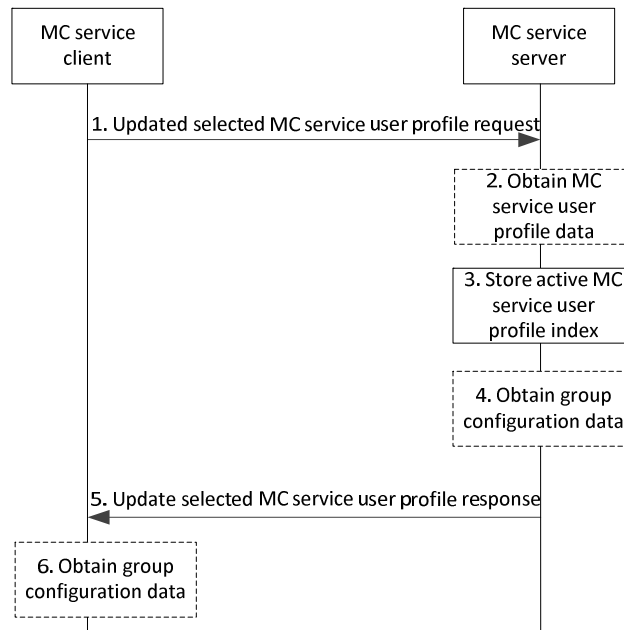 MC service
client
MC service
server
1. Updated selected MC service user profile request
2. Obtain MC
service user
profile data
3. Store active MC
service user
profile index
4. Obtain group
configuration data
5. Update selected MC service user profile response
6. Obtain group
configuration data